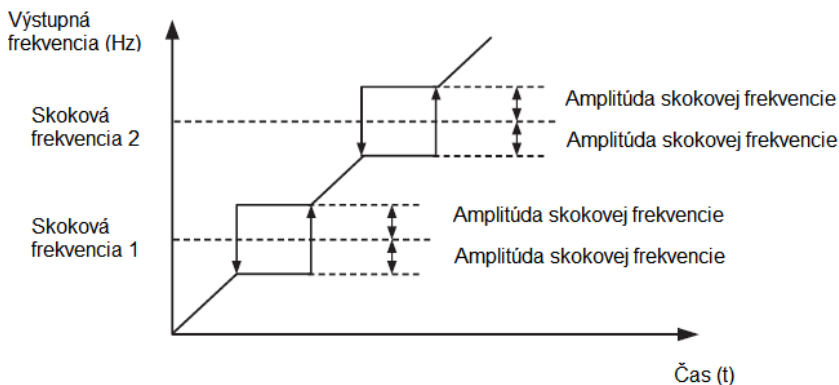 Výstupná
frekvencia (Hz)
Amplitúda skokovej frekvencie
Skoková
frekvencia 2
Amplitúda skokovej frekvencie
Amplitúda skokovej frekvencie
Skoková
frekvencia 1
Amplitúda skokovej frekvencie
Čas (t)